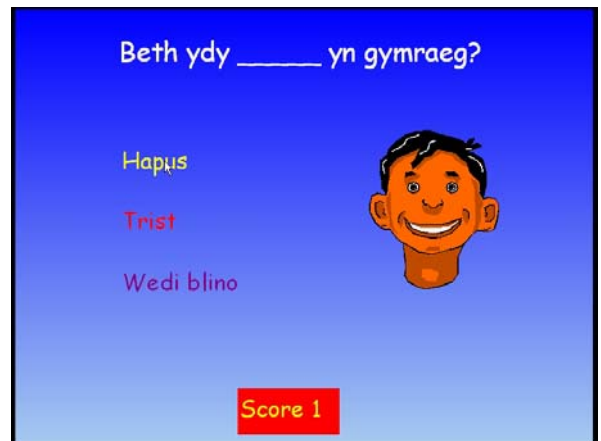 Beth ydy _____ yn gymraeg?
Hapus
Trist
Wedi blino
Score 1